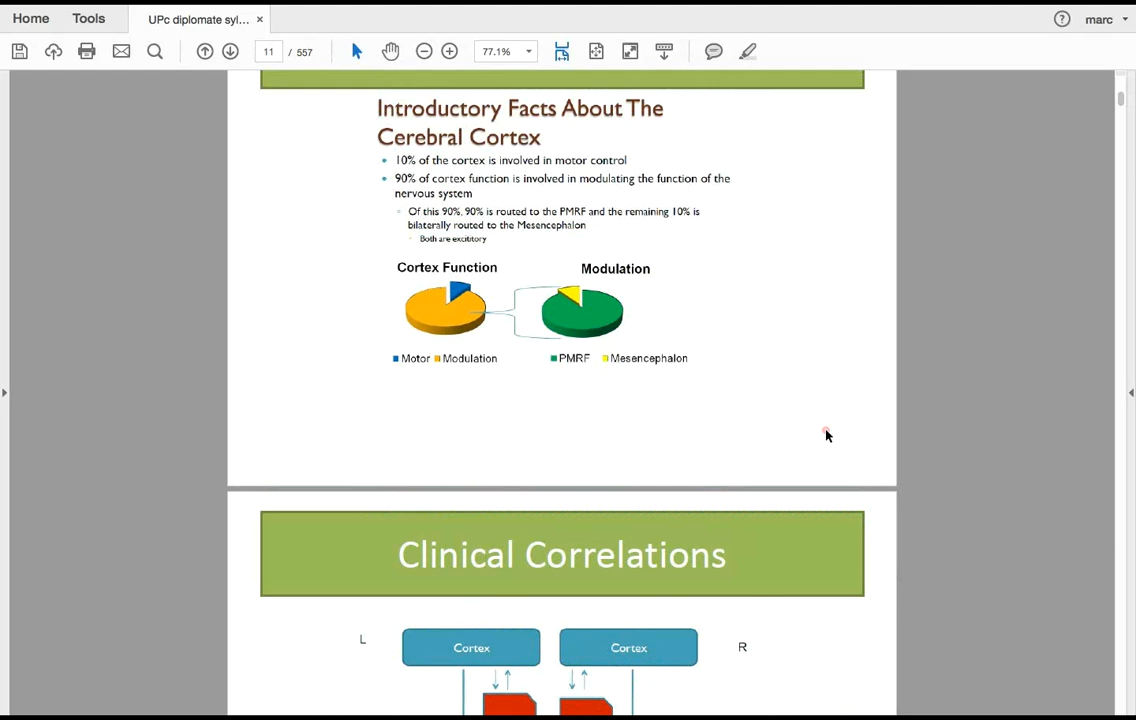 Home Tools UPc diplomate syl... × ? marc
11 / 557 77.1%
Introductory Facts About The
Cerebral Cortex
• 10% of the cortex is involved in motor control
• 90% of cortex function is involved in modulating the function of the
nervous system
Of this 90%, 90% is routed to the PMRF and the remaining 10% is
bilaterally routed to the Mesencephalon
Both are excititory
Cortex Function Modulation
Motor Modulation PMRF Mesencephalon
Clinical Correlations
L Cortex Cortex R